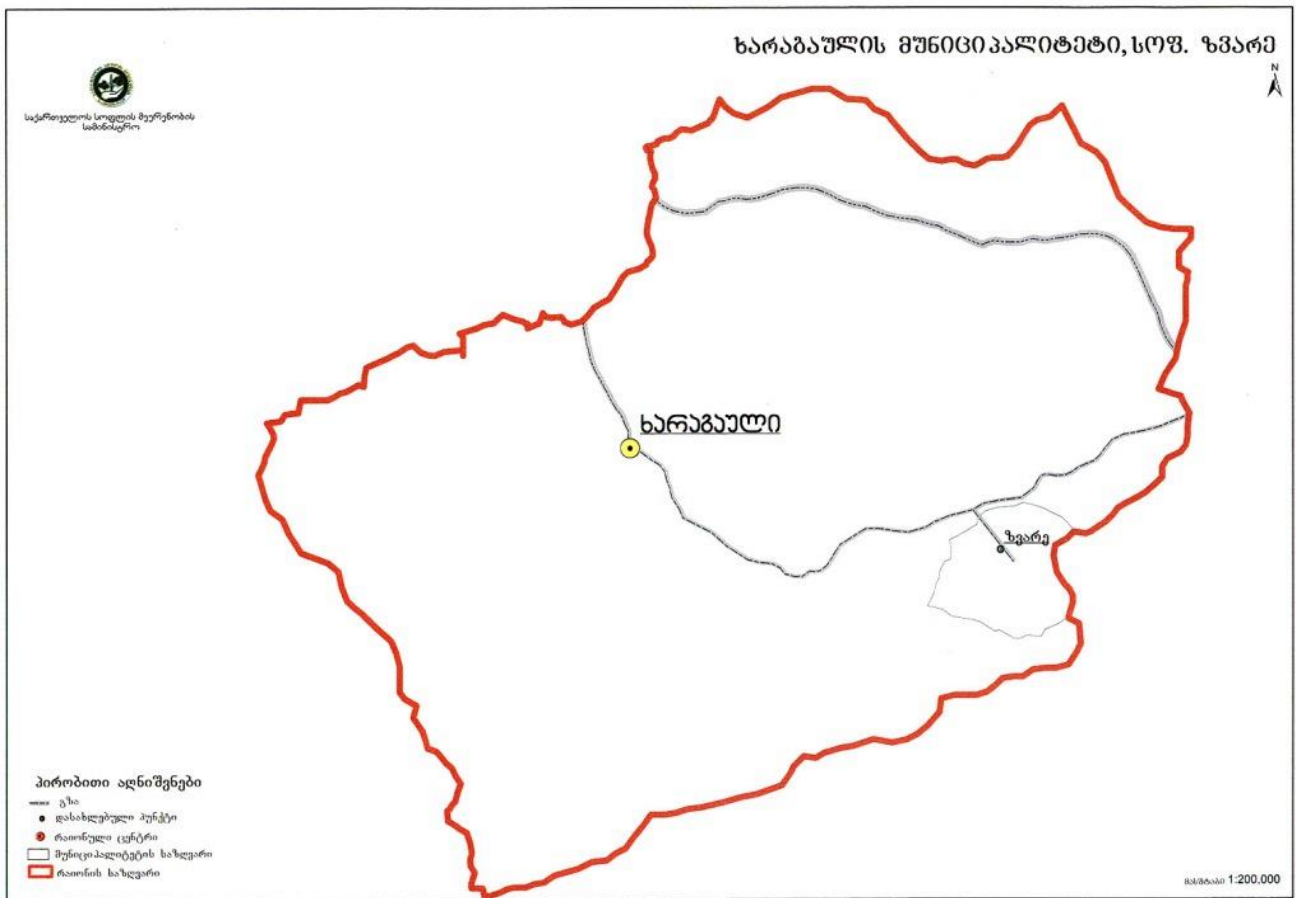 ხარაგაულის მუნიციპალიტეტი, სოფ. ზვარე
N
საქართველოს სოფლის მეურნეობის
სამინისტრო
ხარაგაული
ზვარე
პირობითი აღნიშვნები
გზა
დასახლებული პუნქტი
რაიონული ცენტრი
მუნიციპალიტეტის საზღვარი
რაიონის საზღვარი
მასშტაბი 1:200,000